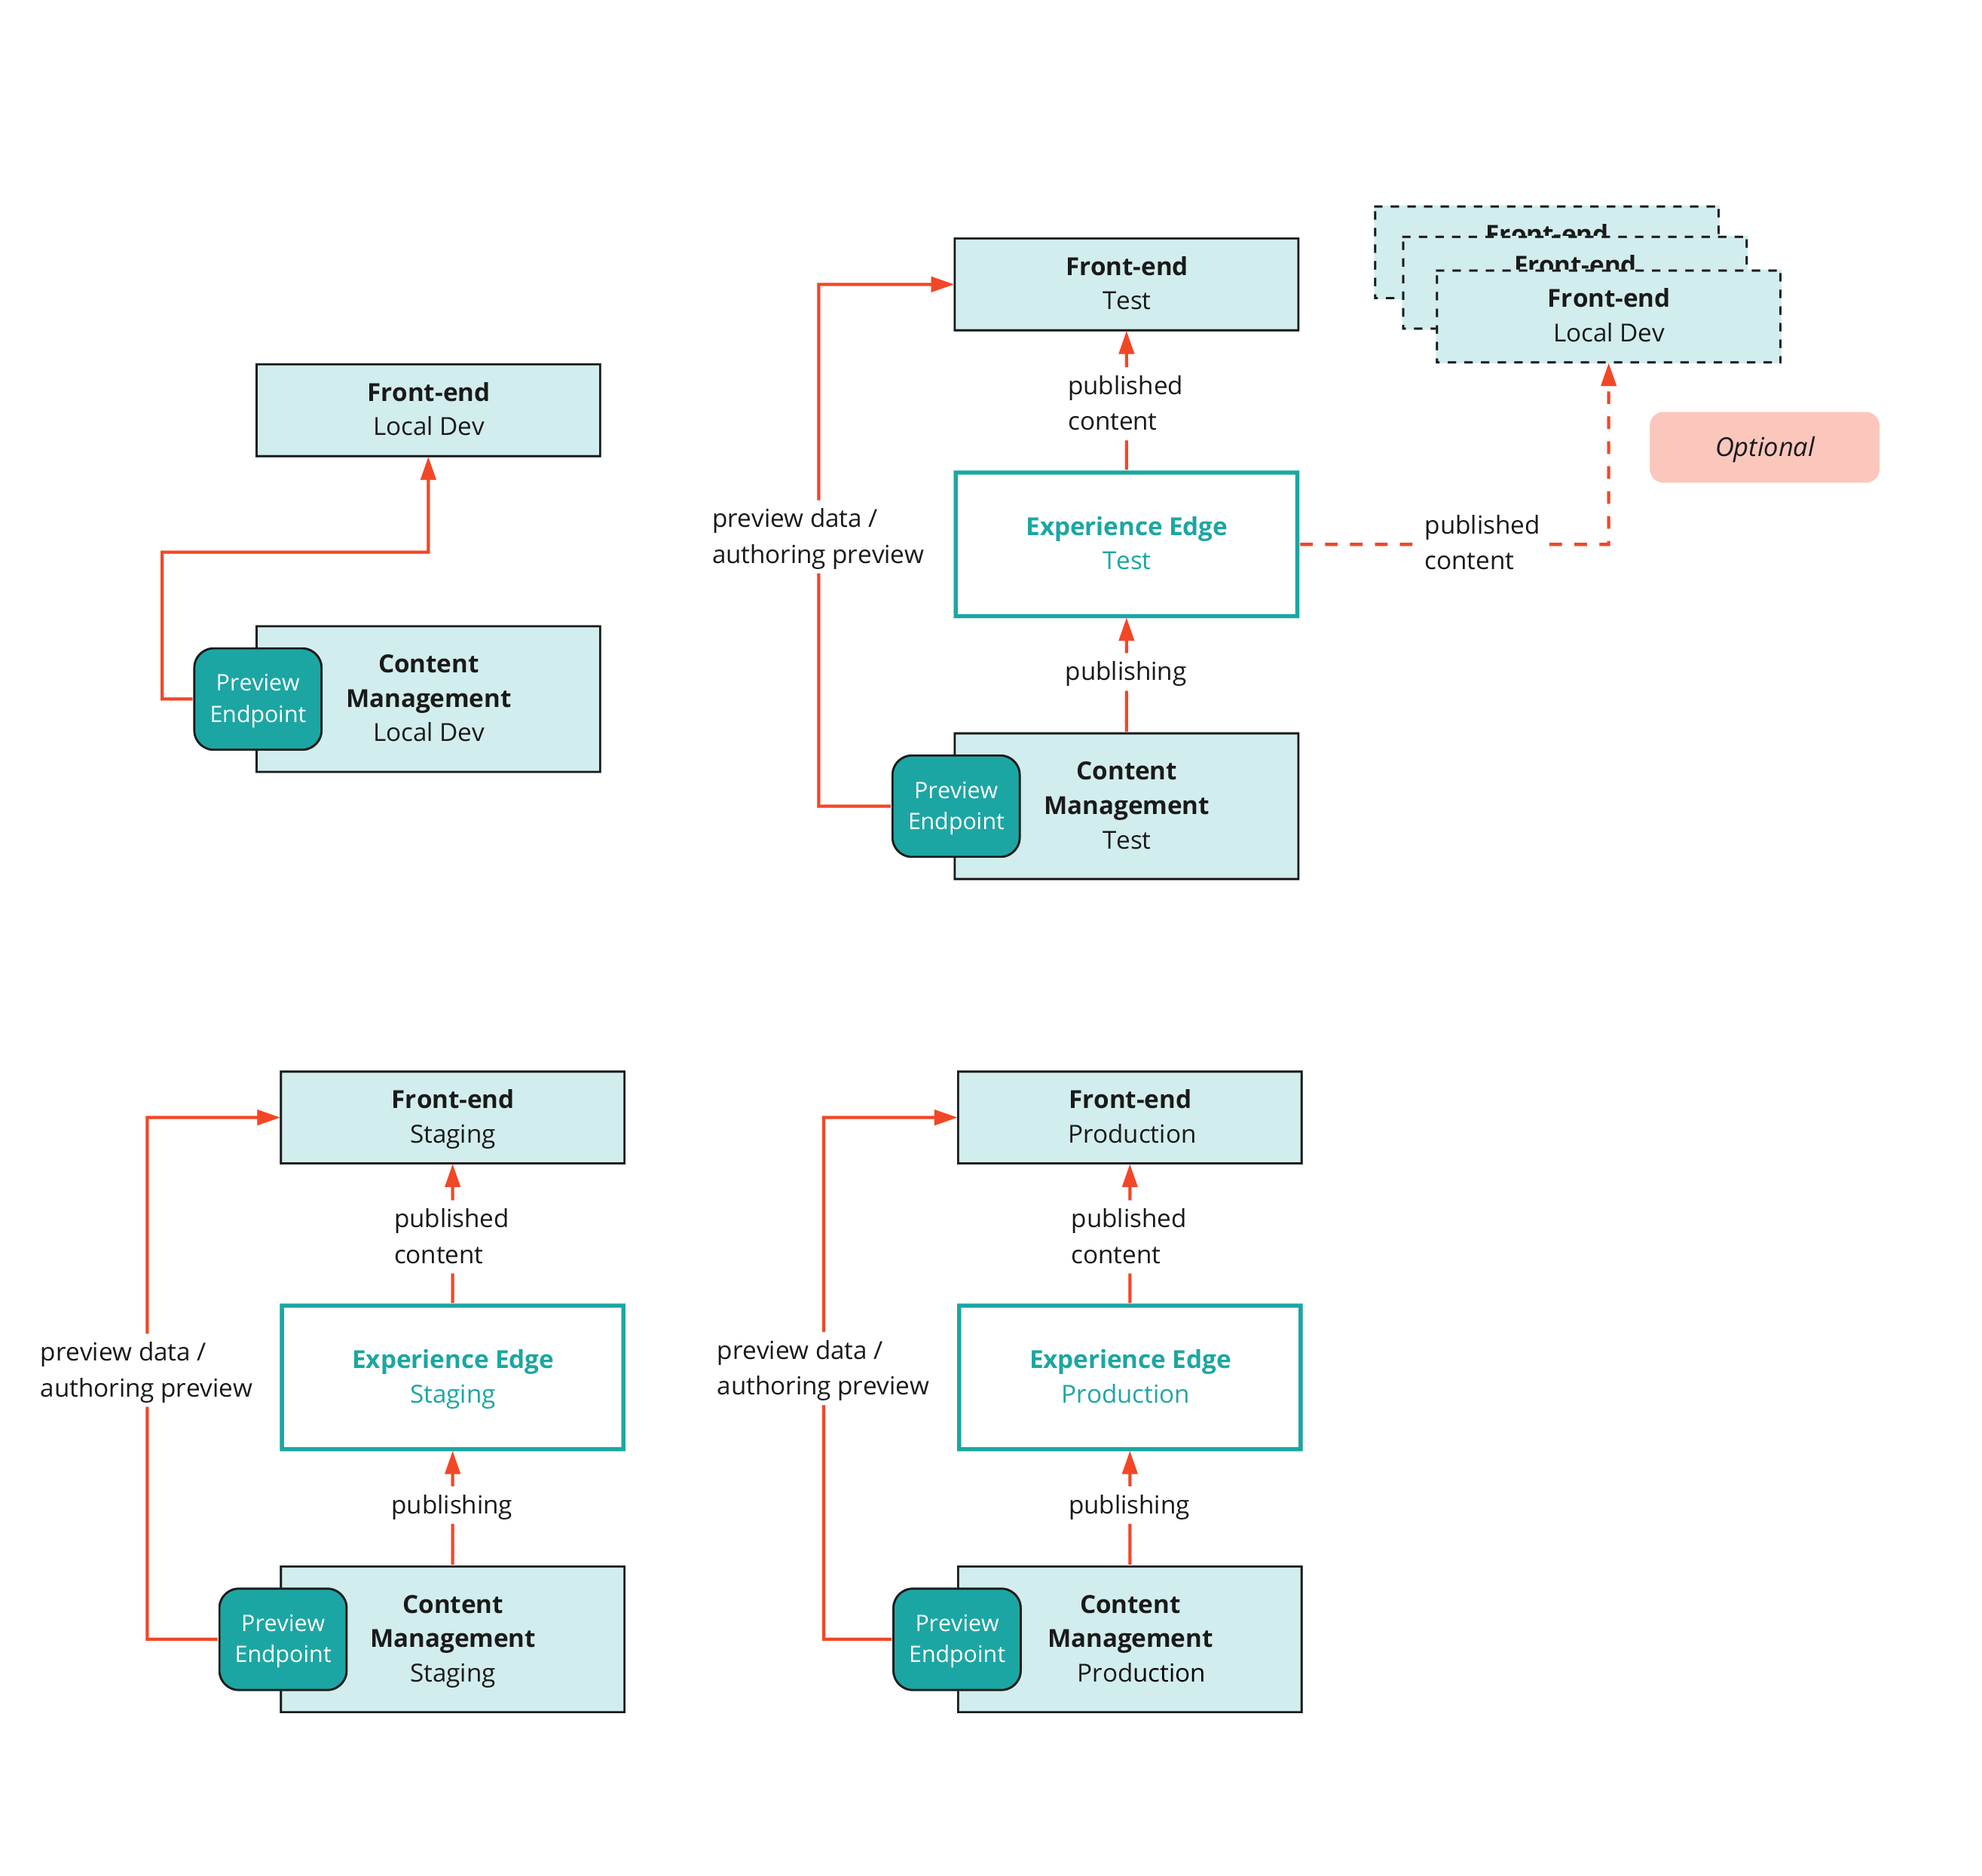 Front-end
Local Dev
Preview
Endpoint
Content
Management
Local Dev
Front-end
Test
published
content
preview data /
authoring preview
Experience Edge
Test
publishing
Preview
Endpoint
Content
Management
Test
Front-end
Front-end
Front-end
Local Dev
Optional
published
content
Front-end
Staging
published
content
preview data /
authoring preview
Experience Edge
Staging
publishing
Preview
Endpoint
Content
Management
Staging
Front-end
Production
published
content
preview data /
authoring preview
Experience Edge
Production
publishing
Preview
Endpoint
Content
Management
Production